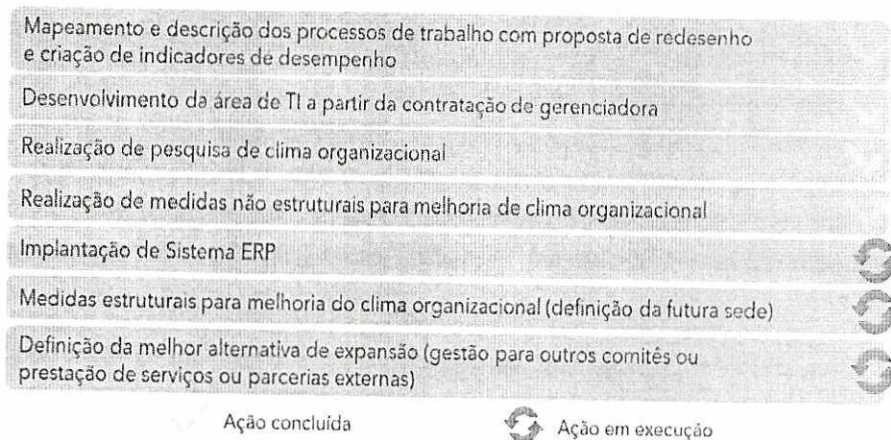 Mapeamento e descrição dos processos de trabalho com proposta de redesenho
e criação de indicadores de desempenho
Desenvolvimento da área de TI a partir da contratação de gerenciadora
Realização de pesquisa de clima organizacional
Realização de medidas não estruturais para melhoria de clima organizacional
Implantação de Sistema ERP
Medidas estruturais para melhoria do clima organizacional (definição da futura sede)
Definição da melhor alternativa de expansão (gestão para outros comitês ou
prestação de serviços ou parcerias externas)
Ação concluída
Ação em execução